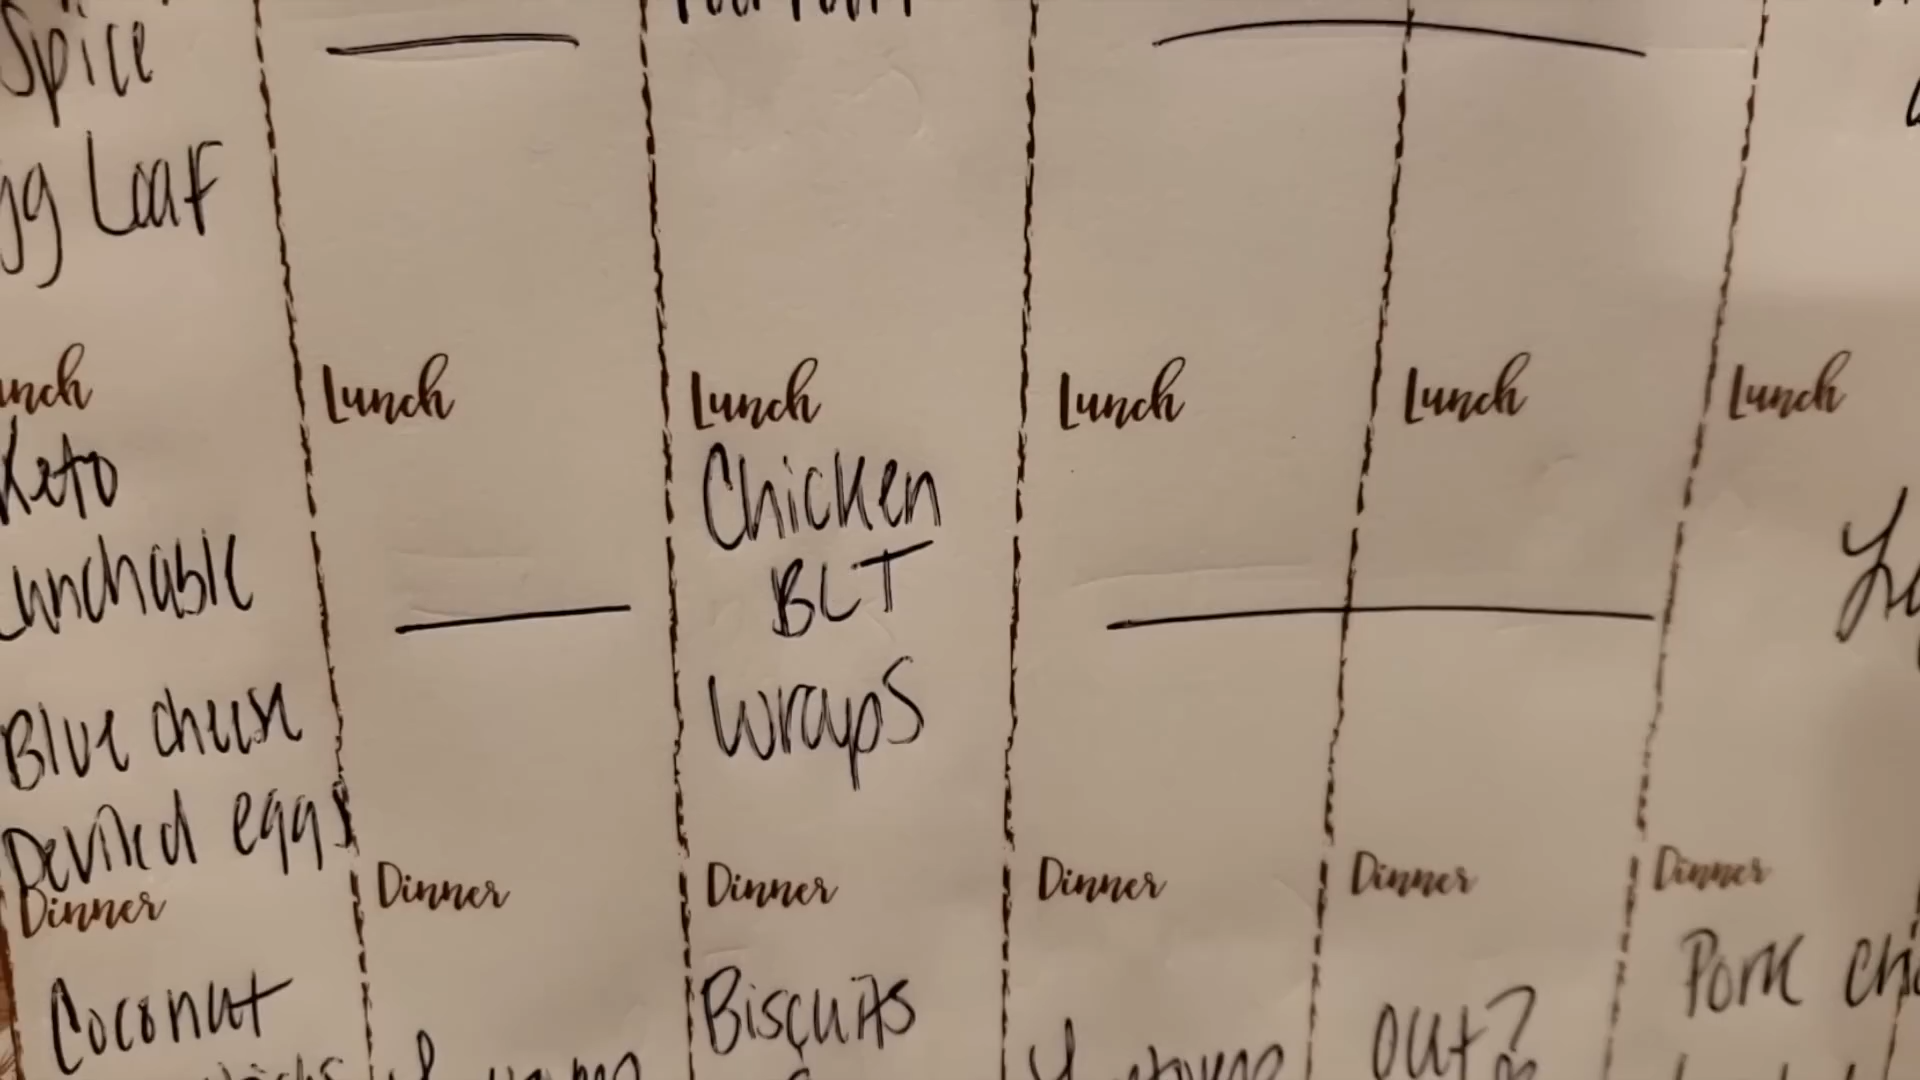 Spice
Loaf
Lunch Lunch Lunch Lunch Lunch
Keto
Lunchable
Blue cheese
Deviled eggs
Chicken
BLT
Wraps
Dinner Dinner Dinner Dinner Dinner Dinner
Coconut
Biscuits
out?
Pork